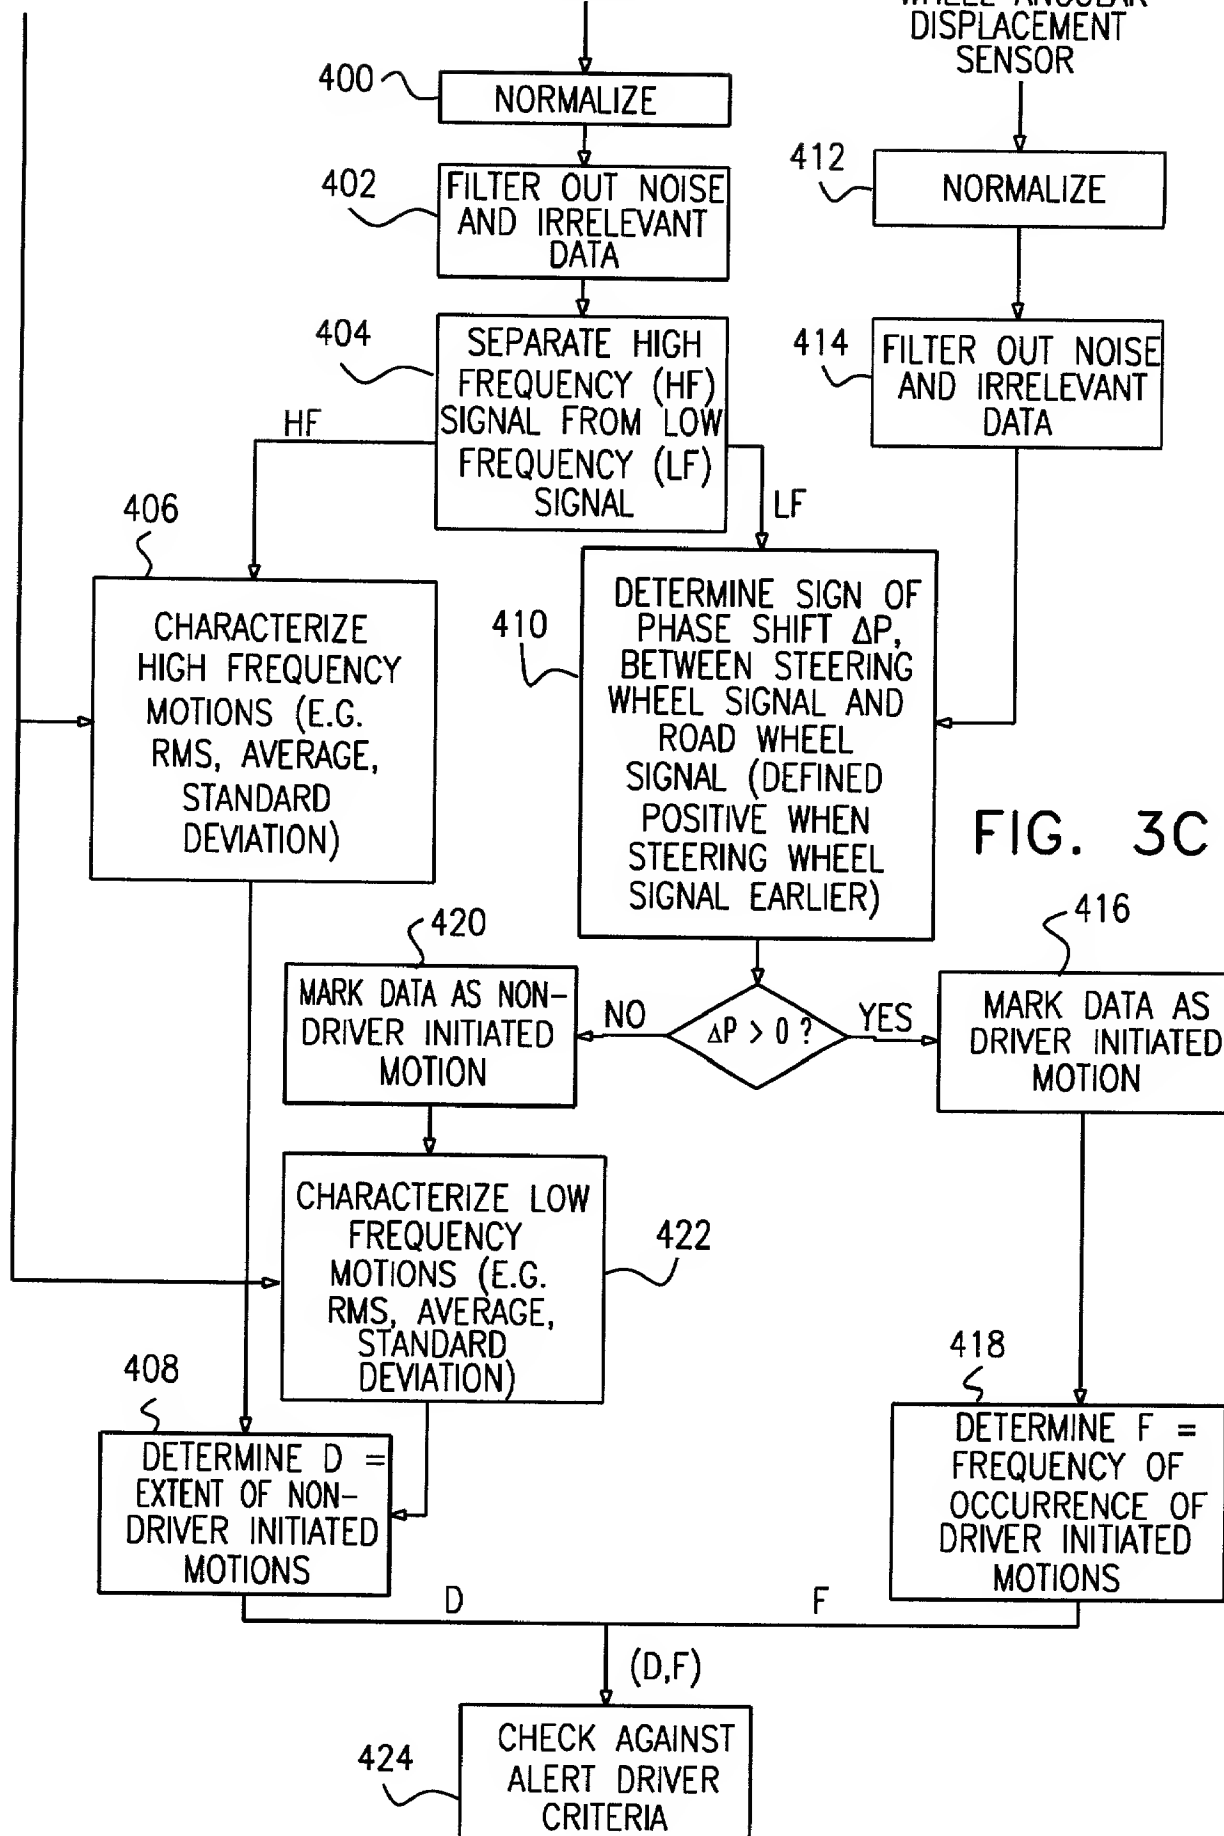 DISPLACEMENT
SENSOR
400
NORMALIZE
402
FILTER OUT NOISE
AND IRRELEVANT
DATA
412
NORMALIZE
404
SEPARATE HIGH
FREQUENCY (HF)
SIGNAL FROM LOW
FREQUENCY (LF)
SIGNAL
414
FILTER OUT NOISE
AND IRRELEVANT
DATA
HF
LF
406
CHARACTERIZE
HIGH FREQUENCY
MOTIONS (E.G.
RMS, AVERAGE,
STANDARD
DEVIATION)
410
DETERMINE SIGN OF
PHASE SHIFT ΔP,
BETWEEN STEERING
WHEEL SIGNAL AND
ROAD WHEEL
SIGNAL (DEFINED
POSITIVE WHEN
STEERING WHEEL
SIGNAL EARLIER)
FIG. 3C
420
MARK DATA AS NON-
DRIVER INITIATED
MOTION
NO
ΔP > 0 ?
YES
416
MARK DATA AS
DRIVER INITIATED
MOTION
CHARACTERIZE LOW
FREQUENCY
MOTIONS (E.G.
RMS, AVERAGE,
STANDARD
DEVIATION)
422
408
DETERMINE D =
EXTENT OF NON-
DRIVER INITIATED
MOTIONS
418
DETERMINE F =
FREQUENCY OF
OCCURRENCE OF
DRIVER INITIATED
MOTIONS
D
F
(D,F)
424
CHECK AGAINST
ALERT DRIVER
CRITERIA